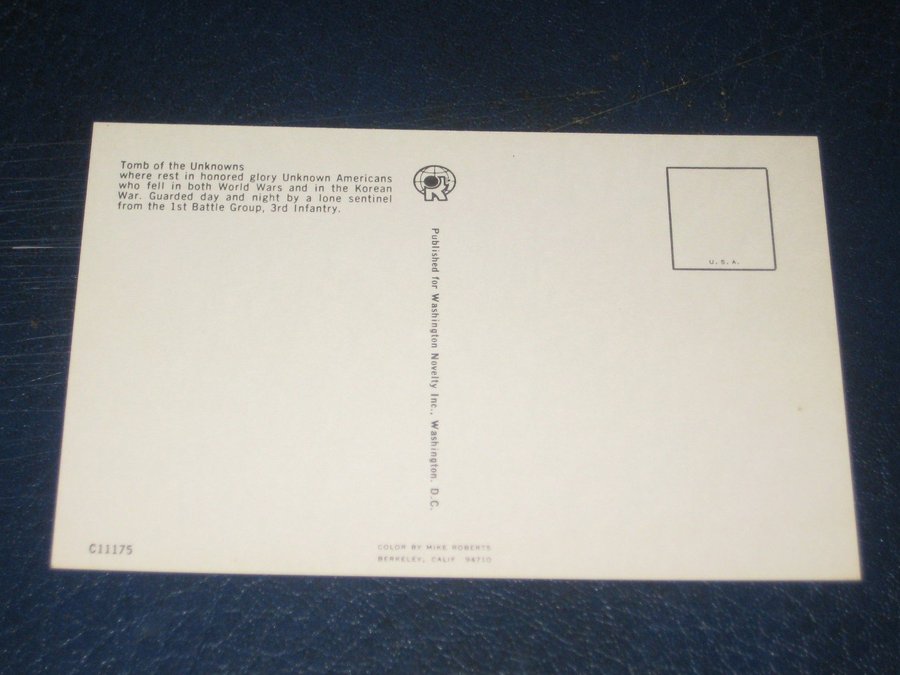 Tomb of the Unknowns
where rest in honored glory Unknown Americans
who fell in both World Wars and in the Korean
War. Guarded day and night by a lone sentinel
from the 1st Battle Group, 3rd Infantry.
Published for Washington Novelty Inc., Washington, D.C.
U.S.A.
C11175
COLOR BY MIKE ROBERTS
BERKELEY, CALIF. 94710